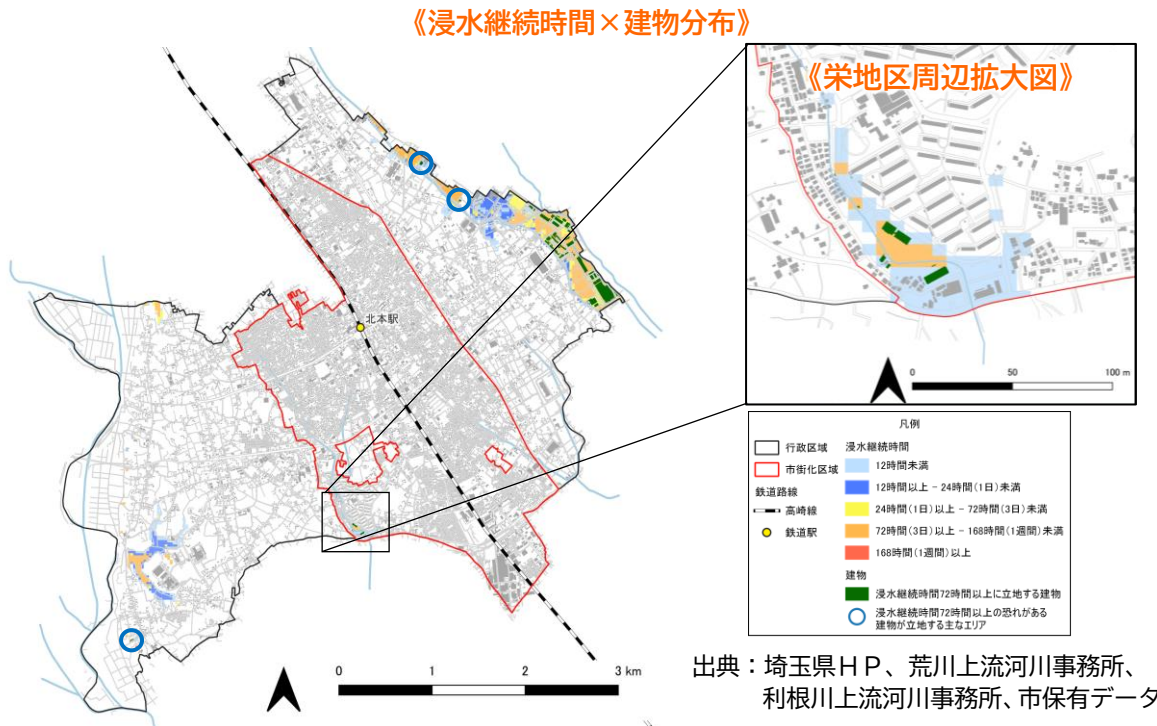 《浸水継続時間×建物分布》
《栄地区周辺拡大図》
北本駅
0 50 100 m
凡例
行政区域
市街化区域
鉄道路線
高崎線
鉄道駅
浸水継続時間
12時間未満
12時間以上 - 24時間(1日)未満
24時間(1日)以上 - 72時間(3日)未満
72時間(3日)以上 - 168時間(1週間)未満
168時間(1週間)以上
建物
浸水継続時間72時間以上に立地する建物
浸水継続時間72時間以上の恐れがある
建物が立地する主なエリア
0 1 2 3 km
出典：埼玉県ＨＰ、荒川上流河川事務所、
利根川上流河川事務所、市保有データ